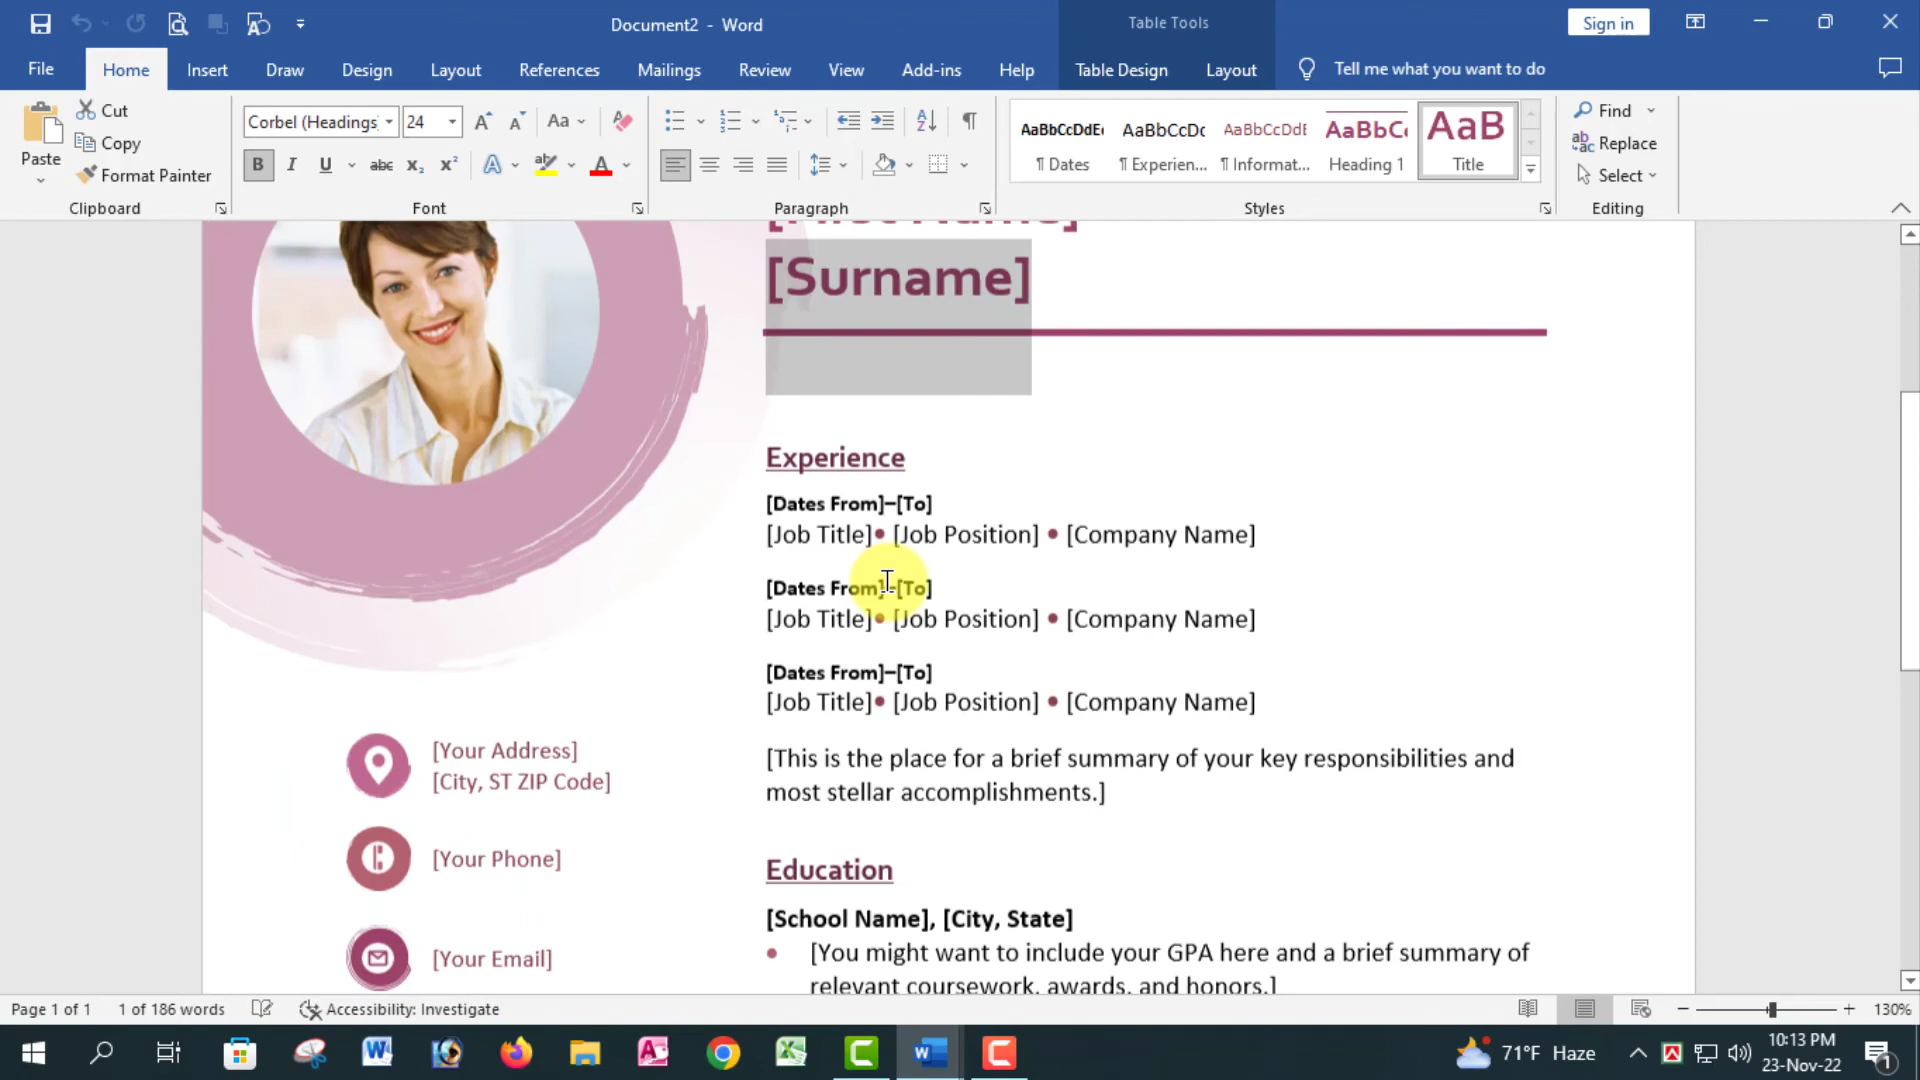 Document2 - Word
Table Tools
Sign in
File
Home
Insert
Draw
Design
Layout
References
Mailings
Review
View
Add-ins
Help
Table Design
Layout
Tell me what you want to do
Paste
Cut
Copy
Format Painter
Clipboard
Corbel (Headings)
24
Font
Paragraph
AaBbCcDdEe
¶ Dates
AaBbCcDc
¶ Experien...
AaBbCcDdE
¶ Informat...
AaBbCc
Heading 1
AaB
Title
Styles
Find
Replace
Select
Editing
[First Name]
[Surname]
Experience
[Dates From]–[To]
[Job Title]• [Job Position] • [Company Name]
[Dates From]–[To]
[Job Title]• [Job Position] • [Company Name]
[Dates From]–[To]
[Job Title]• [Job Position] • [Company Name]
[This is the place for a brief summary of your key responsibilities and
most stellar accomplishments.]
Education
[School Name], [City, State]
• [You might want to include your GPA here and a brief summary of
relevant coursework, awards, and honors.]
[Your Address]
[City, ST ZIP Code]
[Your Phone]
[Your Email]
Page 1 of 1
1 of 186 words
Accessibility: Investigate
130%
71°F Haze
10:13 PM
23-Nov-22
1